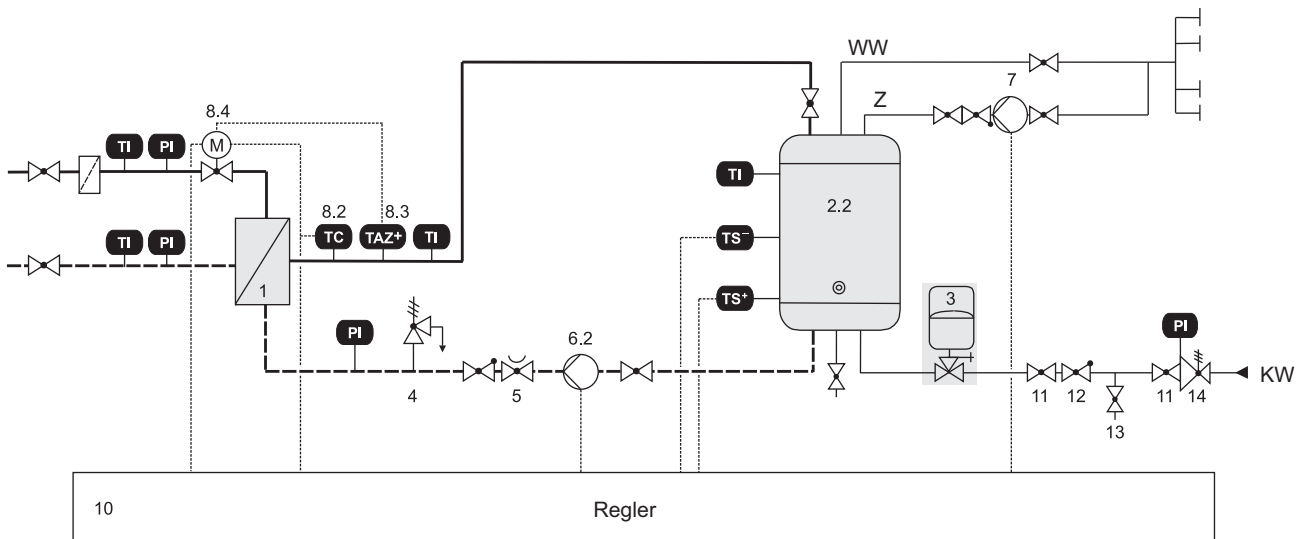 WW
7
Z
8.4
M
TI
PI
TI
8.2
8.3
TC
TAZ+
TI
TI
PI
2.2
TS⁻
1
TS⁺
3
PI
PI
6.2
KW
4
5
11
12
11
14
13
10
Regler